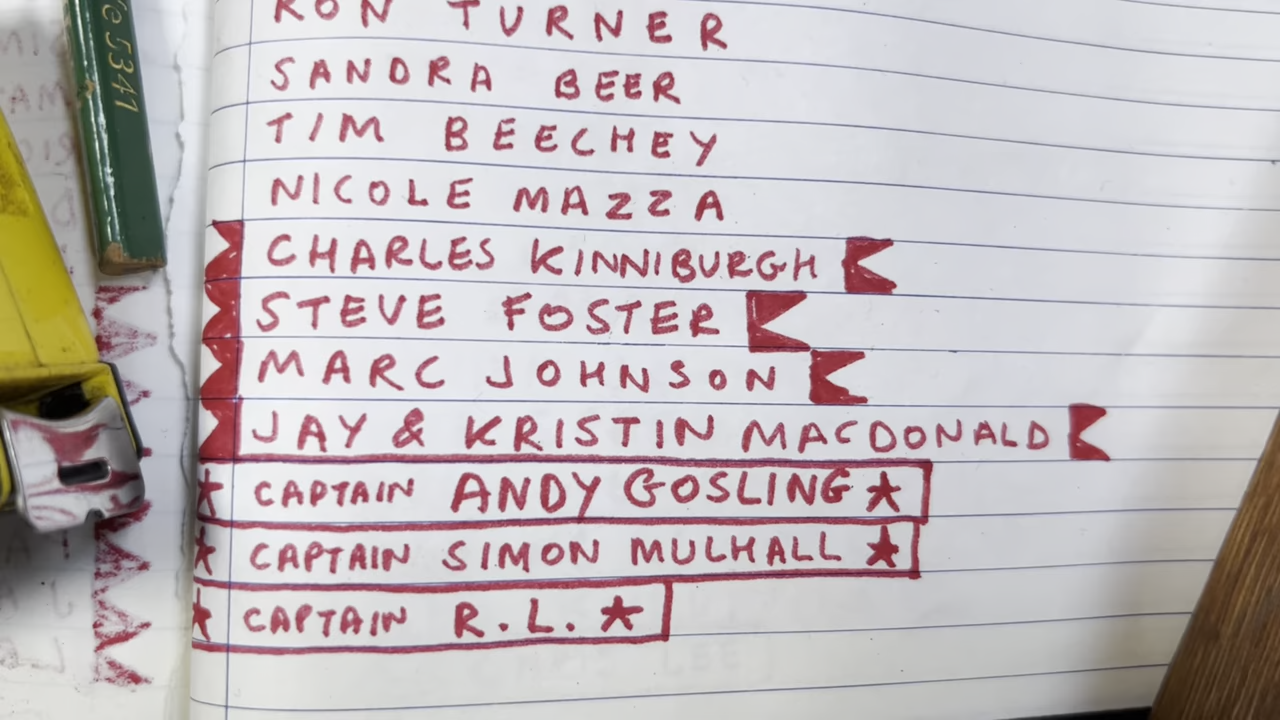 RON TURNER
SANDRA BEER
TIM BEECHEY
NICOLE MAZZA
CHARLES KINNIBURGH
STEVE FOSTER
MARC JOHNSON
JAY & KRISTIN MACDONALD
★ CAPTAIN ANDY GOSLING ★
★ CAPTAIN SIMON MULHALL ★
★ CAPTAIN R.L. ★
5341